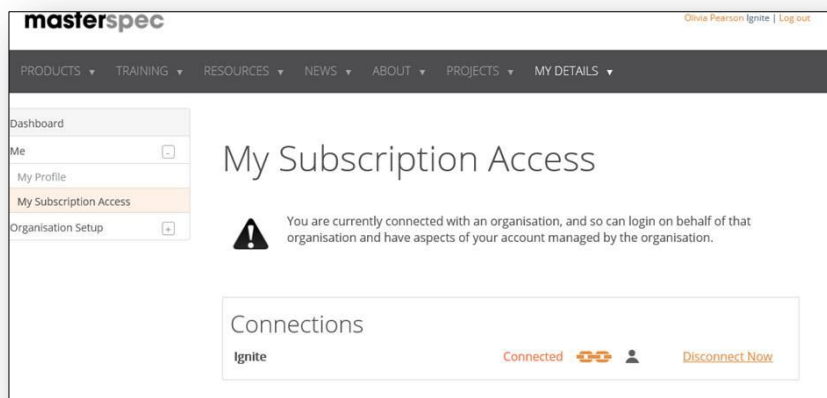 masterspec
Olivia Pearson Ignite | Log out
PRODUCTS ▾ TRAINING ▾ RESOURCES ▾ NEWS ▾ ABOUT ▾ PROJECTS ▾ MY DETAILS ▾
Dashboard
Me -
My Profile
My Subscription Access
Organisation Setup +
My Subscription Access
You are currently connected with an organisation, and so can login on behalf of that
organisation and have aspects of your account managed by the organisation.
Connections
Ignite Connected Disconnect Now